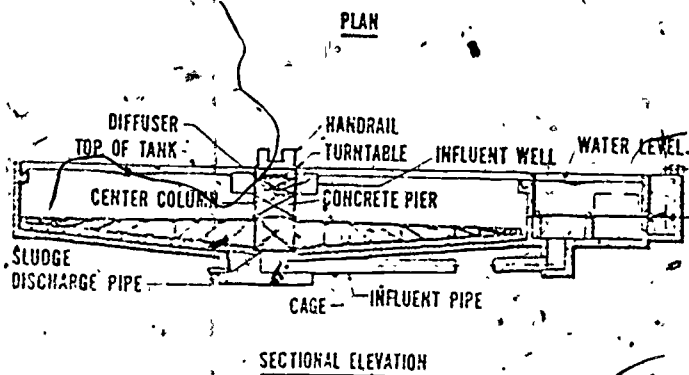 PLAN
DIFFUSER
HANDRAIL
TOP OF TANK
TURNTABLE
INFLUENT WELL
WATER LEVEL
CENTER COLUMN
CONCRETE PIER
SLUDGE
DISCHARGE PIPE
CAGE
INFLUENT PIPE
SECTIONAL ELEVATION